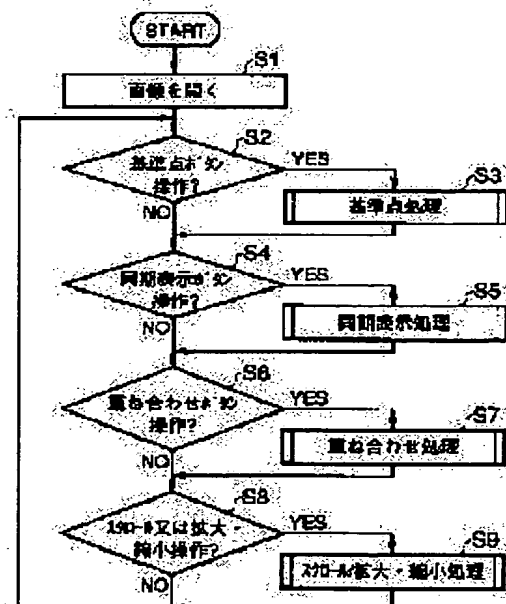 START
S1
画像を開く
S2
基準点ボタン
操作?
YES
NO
S3
基準点処理
S4
同期表示ボタン
操作?
YES
NO
S5
同期表示処理
S6
重ね合わせボタン
操作?
YES
NO
S7
重ね合わせ処理
S8
スクロール又は拡大・
縮小操作?
YES
NO
S9
スクロール/拡大・縮小処理